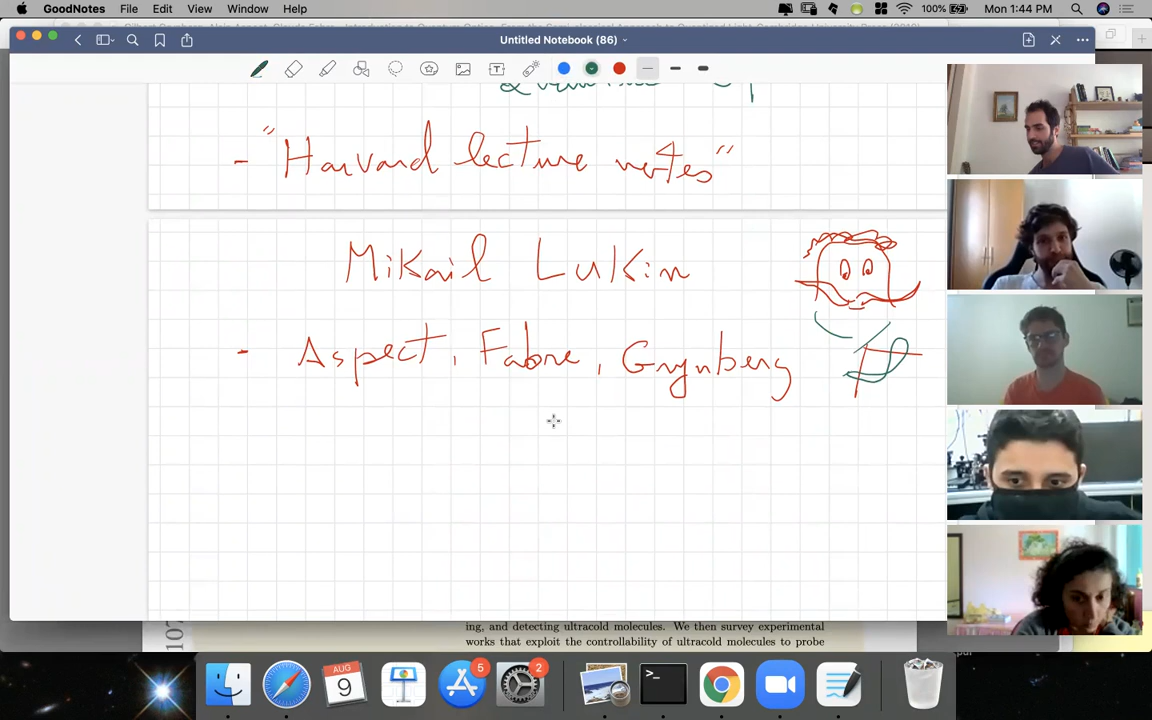 GoodNotes File Edit View Window Help 100% Mon 1:44 PM
Untitled Notebook (86)
- "Harvard lecture notes"
Mikail Lukin
- Aspect, Fabre, Grynberg
107
ing, and detecting ultracold molecules. We then survey experimental
works that exploit the controllability of ultracold molecules to probe
AUG
9
5
2